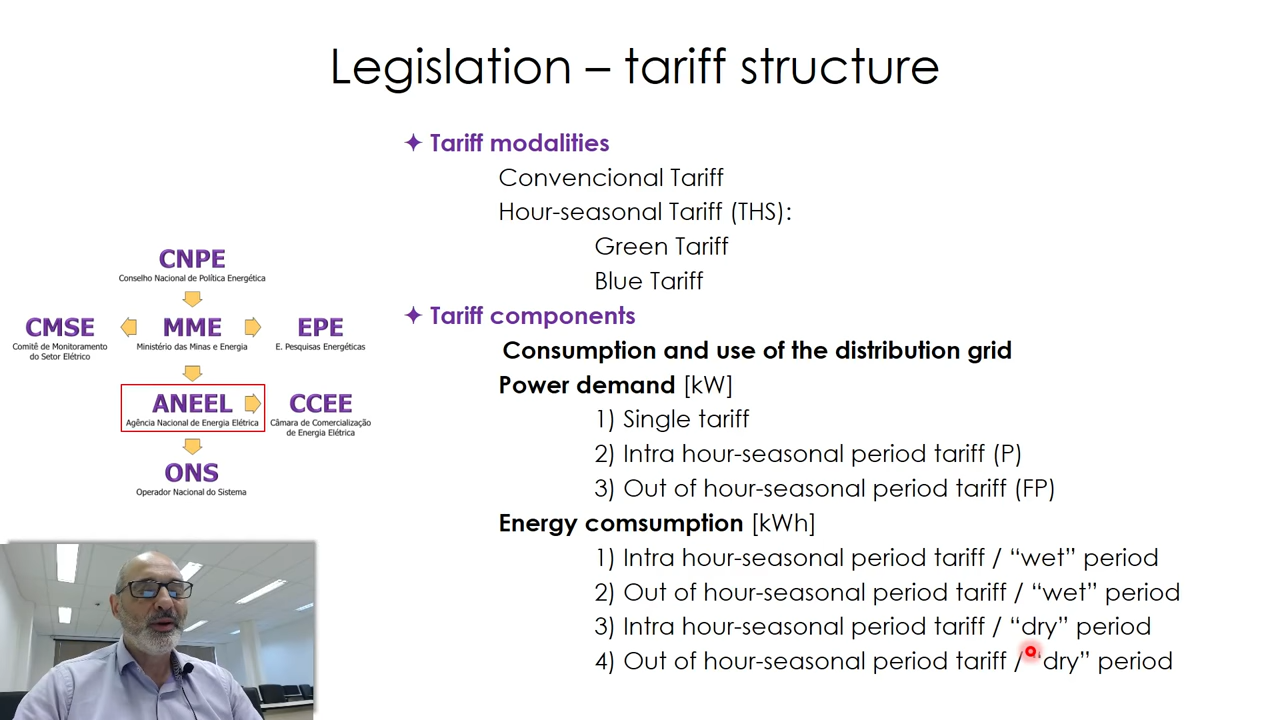 Legislation – tariff structure
✦ Tariff modalities
Convencional Tariff
Hour-seasonal Tariff (THS):
Green Tariff
Blue Tariff
✦ Tariff components
Consumption and use of the distribution grid
Power demand [kW]
1) Single tariff
2) Intra hour-seasonal period tariff (P)
3) Out of hour-seasonal period tariff (FP)
Energy comsumption [kWh]
1) Intra hour-seasonal period tariff / “wet” period
2) Out of hour-seasonal period tariff / “wet” period
3) Intra hour-seasonal period tariff / “dry” period
4) Out of hour-seasonal period tariff / “dry” period
CNPE
Conselho Nacional de Política Energética
CMSE
Comitê de Monitoramento
do Setor Elétrico
MME
Ministério das Minas e Energia
EPE
E. Pesquisas Energéticas
ANEEL
Agência Nacional de Energia Elétrica
CCEE
Câmara de Comercialização
de Energia Elétrica
ONS
Operador Nacional do Sistema